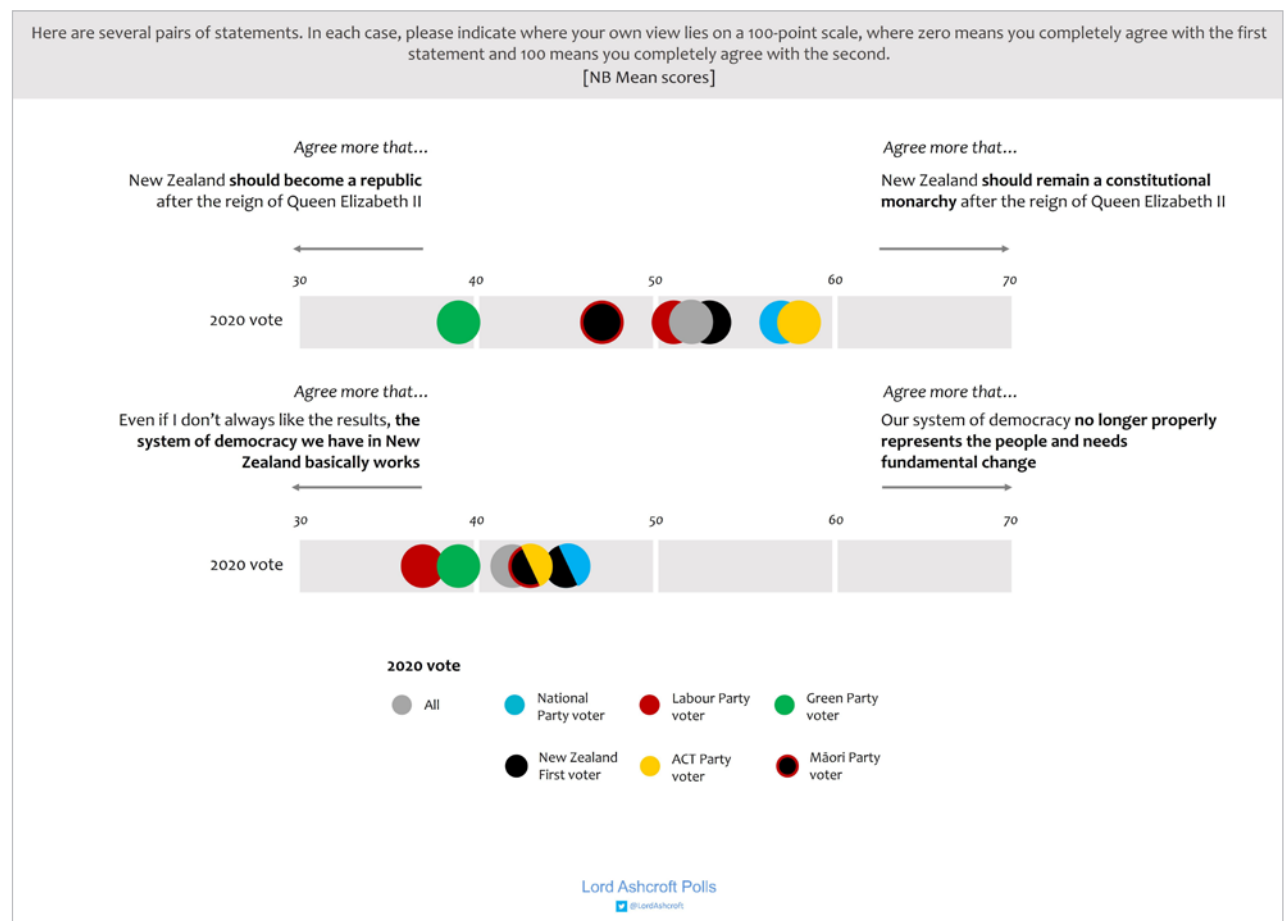 Here are several pairs of statements. In each case, please indicate where your own view lies on a 100-point scale, where zero means you completely agree with the first
statement and 100 means you completely agree with the second.
[NB Mean scores]
Agree more that...
New Zealand should become a republic
after the reign of Queen Elizabeth II
Agree more that...
New Zealand should remain a constitutional
monarchy after the reign of Queen Elizabeth II
30 40 50 60 70
2020 vote
Agree more that...
Even if I don't always like the results, the
system of democracy we have in New
Zealand basically works
Agree more that...
Our system of democracy no longer properly
represents the people and needs
fundamental change
30 40 50 60 70
2020 vote
2020 vote
All
National
Party voter
Labour Party
voter
Green Party
voter
New Zealand
First voter
ACT Party
voter
Māori Party
voter
Lord Ashcroft Polls
@LordAshcroft